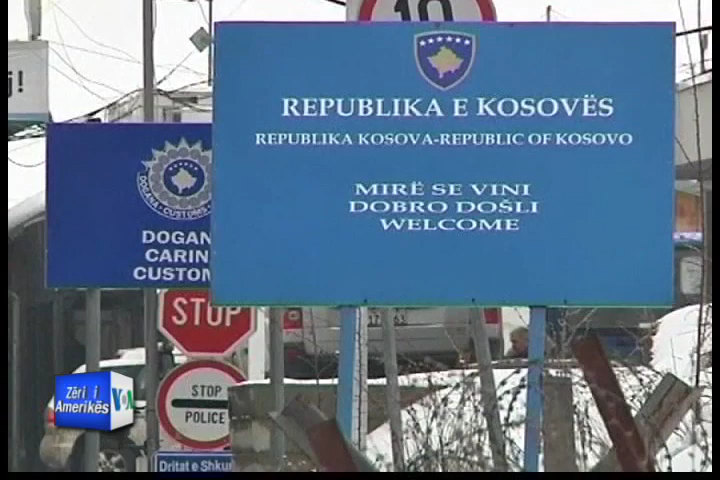 10
REPUBLIKA E KOSOVËS
REPUBLIKA KOSOVA-REPUBLIC OF KOSOVO
MIRË SE VINI
DOBRO DOŠLI
WELCOME
DOGANA · CUSTOMS
DOGAN
CARIN
CUSTOM
STOP
STOP
POLICE
Dritat e Shkur
Zëri i
Amerikës
VOA